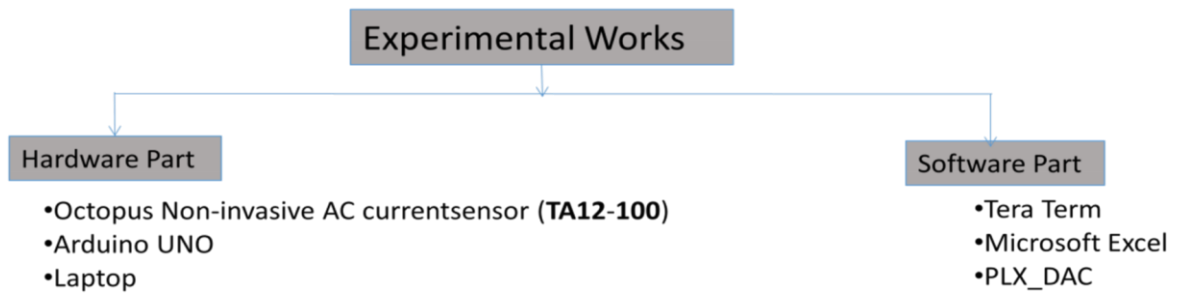 Experimental Works
Hardware Part
•Octopus Non-invasive AC currentsensor (TA12-100)
•Arduino UNO
•Laptop
Software Part
•Tera Term
•Microsoft Excel
•PLX_DAC